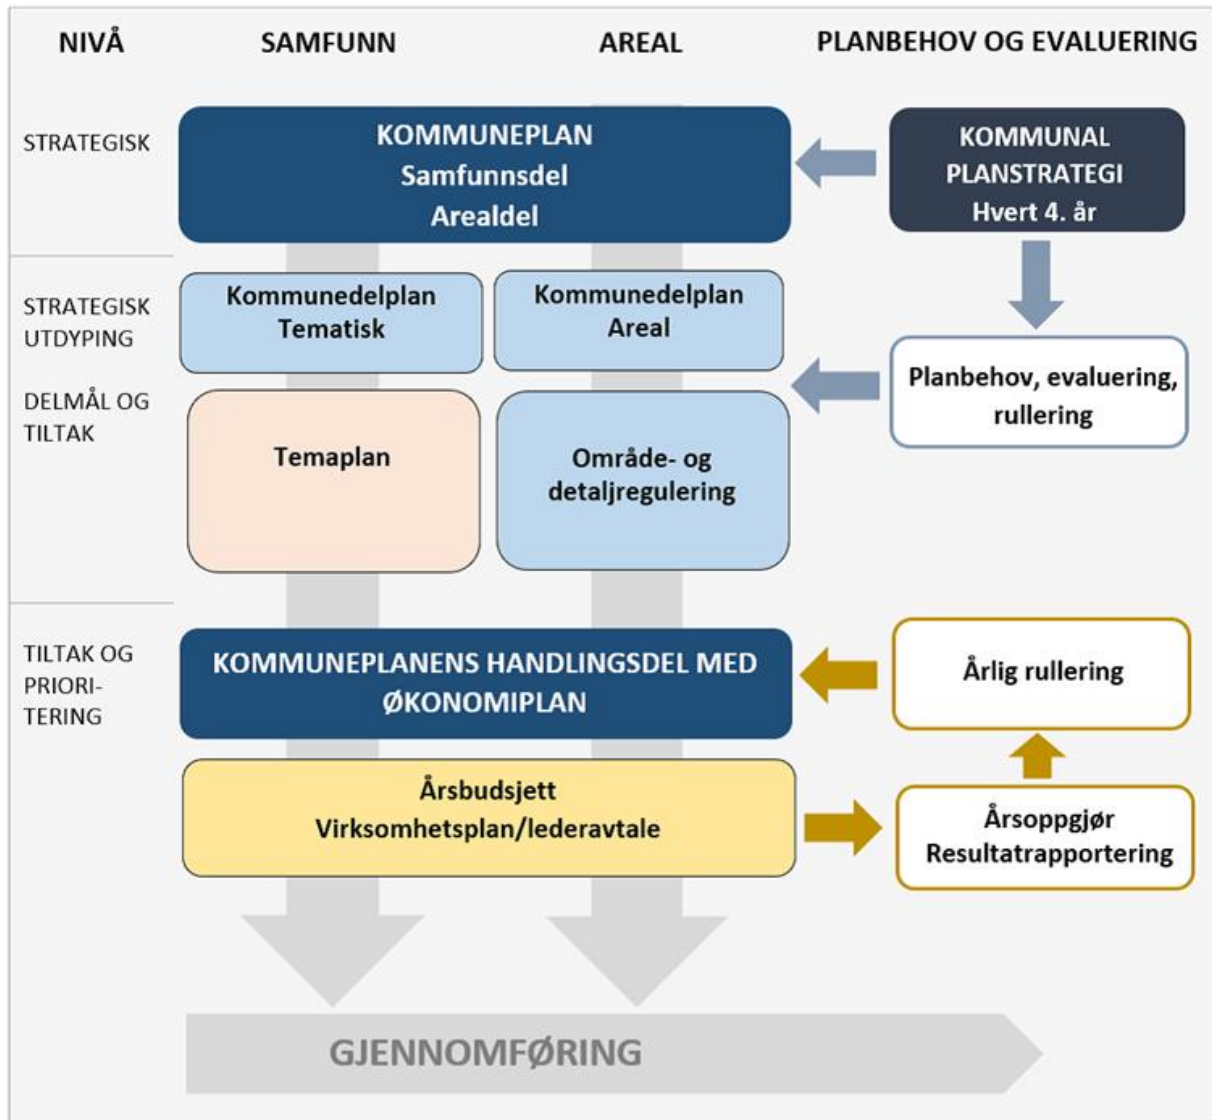 NIVÅ
SAMFUNN
AREAL
PLANBEHOV OG EVALUERING
STRATEGISK
KOMMUNEPLAN
Samfunnsdel
Arealdel
KOMMUNAL
PLANSTRATEGI
Hvert 4. år
STRATEGISK
UTDYPING
Kommunedelplan
Tematisk
Kommunedelplan
Areal
Planbehov, evaluering,
rullering
DELMÅL OG
TILTAK
Temaplan
Område- og
detaljregulering
TILTAK OG
PRIORI-
TERING
KOMMUNEPLANENS HANDLINGSDEL MED
ØKONOMIPLAN
Årlig rullering
Årsbudsjett
Virksomhetsplan/lederavtale
Årsoppgjør
Resultatrapportering
GJENNOMFØRING